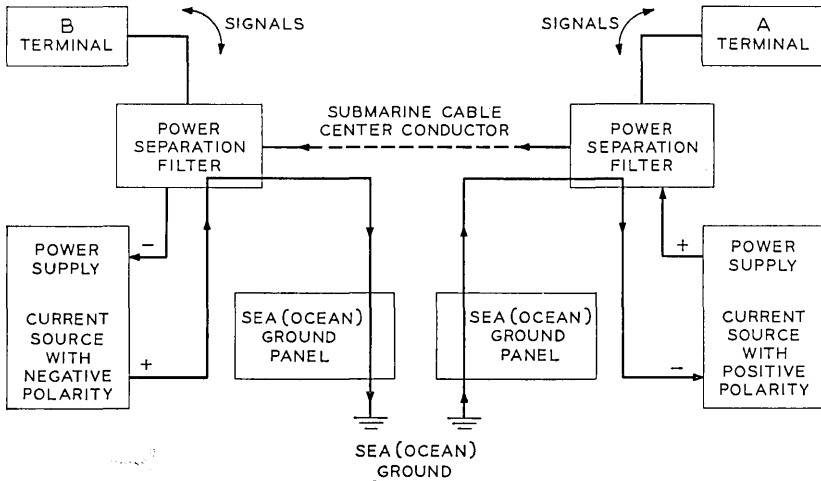 B
TERMINAL
SIGNALS
SIGNALS
A
TERMINAL
POWER
SEPARATION
FILTER
SUBMARINE CABLE
CENTER CONDUCTOR
POWER
SEPARATION
FILTER
−
POWER
SUPPLY
CURRENT
SOURCE
WITH
NEGATIVE
POLARITY
+
SEA (OCEAN)
GROUND
PANEL
SEA (OCEAN)
GROUND
PANEL
+
POWER
SUPPLY
CURRENT
SOURCE
WITH
POSITIVE
POLARITY
−
SEA (OCEAN)
GROUND